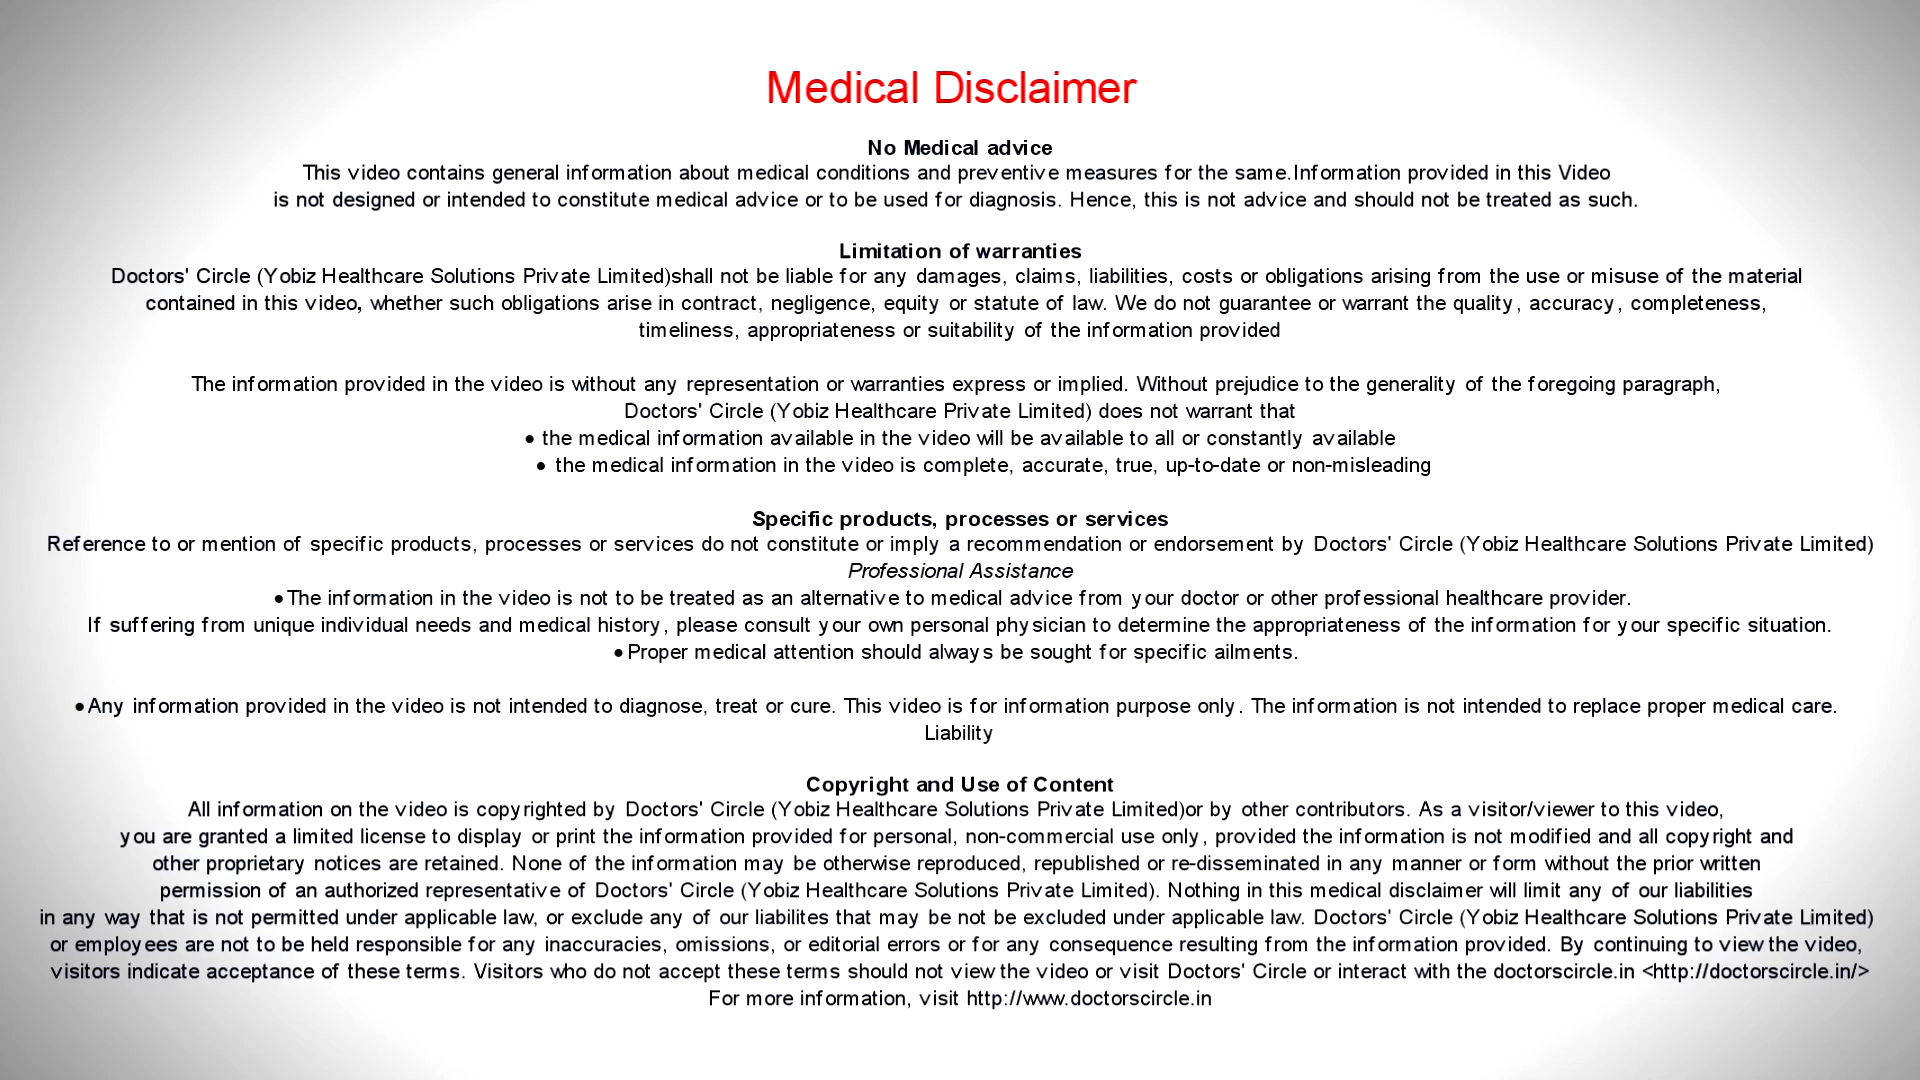 Medical Disclaimer
No Medical advice
This video contains general information about medical conditions and preventive measures for the same.Information provided in this Video
is not designed or intended to constitute medical advice or to be used for diagnosis. Hence, this is not advice and should not be treated as such.
Limitation of warranties
Doctors' Circle (Yobiz Healthcare Solutions Private Limited)shall not be liable for any damages, claims, liabilities, costs or obligations arising from the use or misuse of the material
contained in this video, whether such obligations arise in contract, negligence, equity or statute of law. We do not guarantee or warrant the quality, accuracy, completeness,
timeliness, appropriateness or suitability of the information provided
The information provided in the video is without any representation or warranties express or implied. Without prejudice to the generality of the foregoing paragraph,
Doctors' Circle (Yobiz Healthcare Private Limited) does not warrant that
• the medical information available in the video will be available to all or constantly available
• the medical information in the video is complete, accurate, true, up-to-date or non-misleading
Specific products, processes or services
Reference to or mention of specific products, processes or services do not constitute or imply a recommendation or endorsement by Doctors' Circle (Yobiz Healthcare Solutions Private Limited)
Professional Assistance
•The information in the video is not to be treated as an alternative to medical advice from your doctor or other professional healthcare provider.
If suffering from unique individual needs and medical history, please consult your own personal physician to determine the appropriateness of the information for your specific situation.
•Proper medical attention should always be sought for specific ailments.
•Any information provided in the video is not intended to diagnose, treat or cure. This video is for information purpose only. The information is not intended to replace proper medical care.
Liability
Copyright and Use of Content
All information on the video is copyrighted by Doctors' Circle (Yobiz Healthcare Solutions Private Limited)or by other contributors. As a visitor/viewer to this video,
you are granted a limited license to display or print the information provided for personal, non-commercial use only, provided the information is not modified and all copyright and
other proprietary notices are retained. None of the information may be otherwise reproduced, republished or re-disseminated in any manner or form without the prior written
permission of an authorized representative of Doctors' Circle (Yobiz Healthcare Solutions Private Limited). Nothing in this medical disclaimer will limit any of our liabilities
in any way that is not permitted under applicable law, or exclude any of our liabilites that may be not be excluded under applicable law. Doctors' Circle (Yobiz Healthcare Solutions Private Limited)
or employees are not to be held responsible for any inaccuracies, omissions, or editorial errors or for any consequence resulting from the information provided. By continuing to view the video,
visitors indicate acceptance of these terms. Visitors who do not accept these terms should not view the video or visit Doctors' Circle or interact with the doctorscircle.in <http://doctorscircle.in/>
For more information, visit http://www.doctorscircle.in